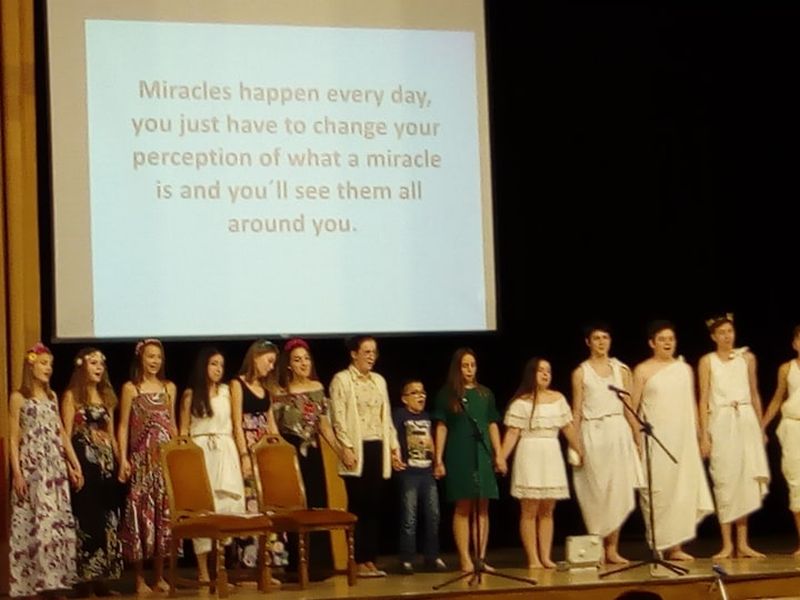 Miracles happen every day,
you just have to change your
perception of what a miracle
is and you´ll see them all
around you.